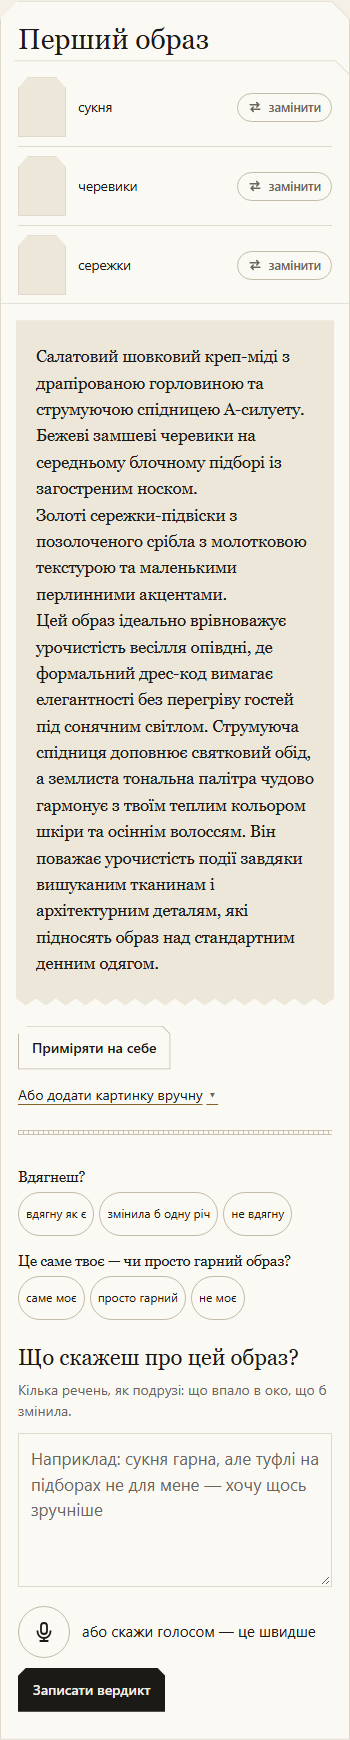 Перший образ
сукня
замінити
черевики
замінити
сережки
замінити
Салатовий шовковий креп-міді з
драпірованою горловиною та
струмуючою спідницею А-силуету.
Бежеві замшеві черевики на
середньому блочному підборі із
загостреним носком.
Золоті сережки-підвіски з
позолоченого срібла з молотковою
текстурою та маленькими
перлинними акцентами.
Цей образ ідеально врівноважує
урочистість весілля опівдні, де
формальний дрес-код вимагає
елегантності без перегріву гостей
під сонячним світлом. Струмуюча
спідниця доповнює святковий обід,
а землиста тональна палітра чудово
гармонує з твоїм теплим кольором
шкіри та осіннім волоссям. Він
поважає урочистість події завдяки
вишуканим тканинам і
архітектурним деталям, які
підносять образ над стандартним
денним одягом.
Приміряти на себе
Або додати картинку вручну
Вдягнеш?
вдягну як є
змінила б одну річ
не вдягну
Це саме твоє — чи просто гарний образ?
саме моє
просто гарний
не моє
Що скажеш про цей образ?
Кілька речень, як подрузі: що впало в око, що б
змінила.
Наприклад: сукня гарна, але туфлі на
підборах не для мене — хочу щось
зручніше
або скажи голосом — це швидше
Записати вердикт